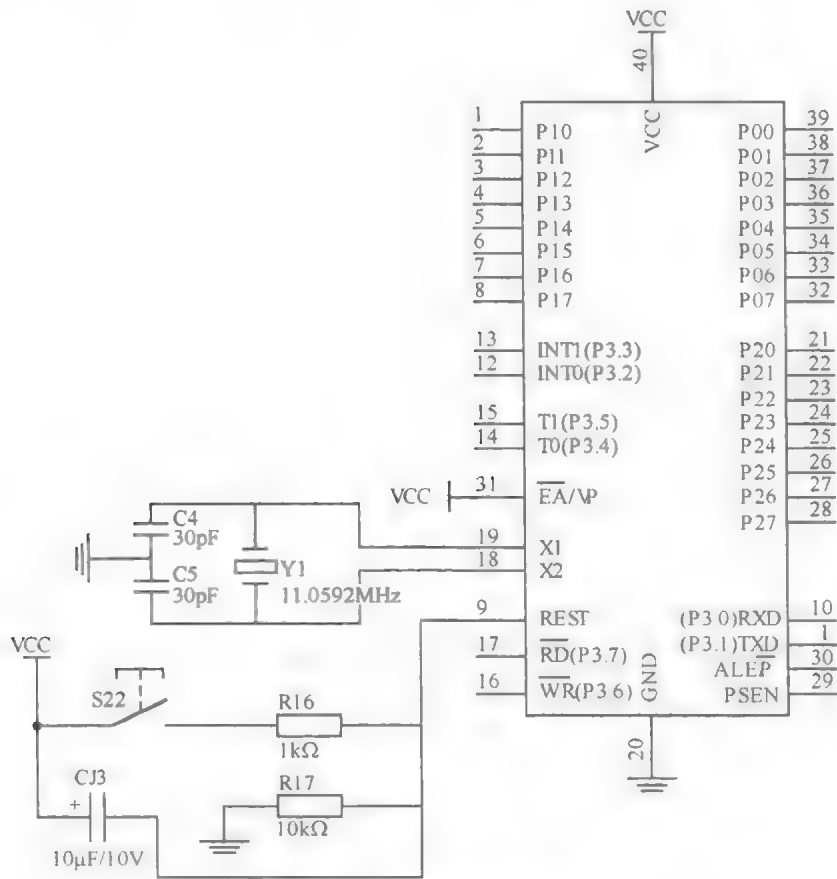 VCC
40
VCC
1 P10 P00 39
2 P11 P01 38
3 P12 P02 37
4 P13 P03 36
5 P14 P04 35
6 P15 P05 34
7 P16 P06 33
8 P17 P07 32
13 INT1(P3.3) P20 21
12 INT0(P3.2) P21 22
P22 23
15 T1(P3.5) P23 24
14 T0(P3.4) P24 25
P25 26
VCC 31 EA/VP P26 27
P27 28
C4
30pF
19 X1
18 X2
C5
30pF
Y1
11.0592MHz
9 REST (P3 0)RXD 10
(P3.1)TXD 1
17 RD(P3.7) ALEP 30
16 WR(P3 6) PSEN 29
GND
20
VCC
S22
R16
1kΩ
CJ3
+
10μF/10V
R17
10kΩ